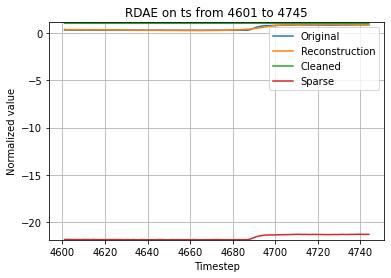 RDAE on ts from 4601 to 4745
Normalized value
0
−5
−10
−15
−20
Original
Reconstruction
Cleaned
Sparse
4600 4620 4640 4660 4680 4700 4720 4740
Timestep